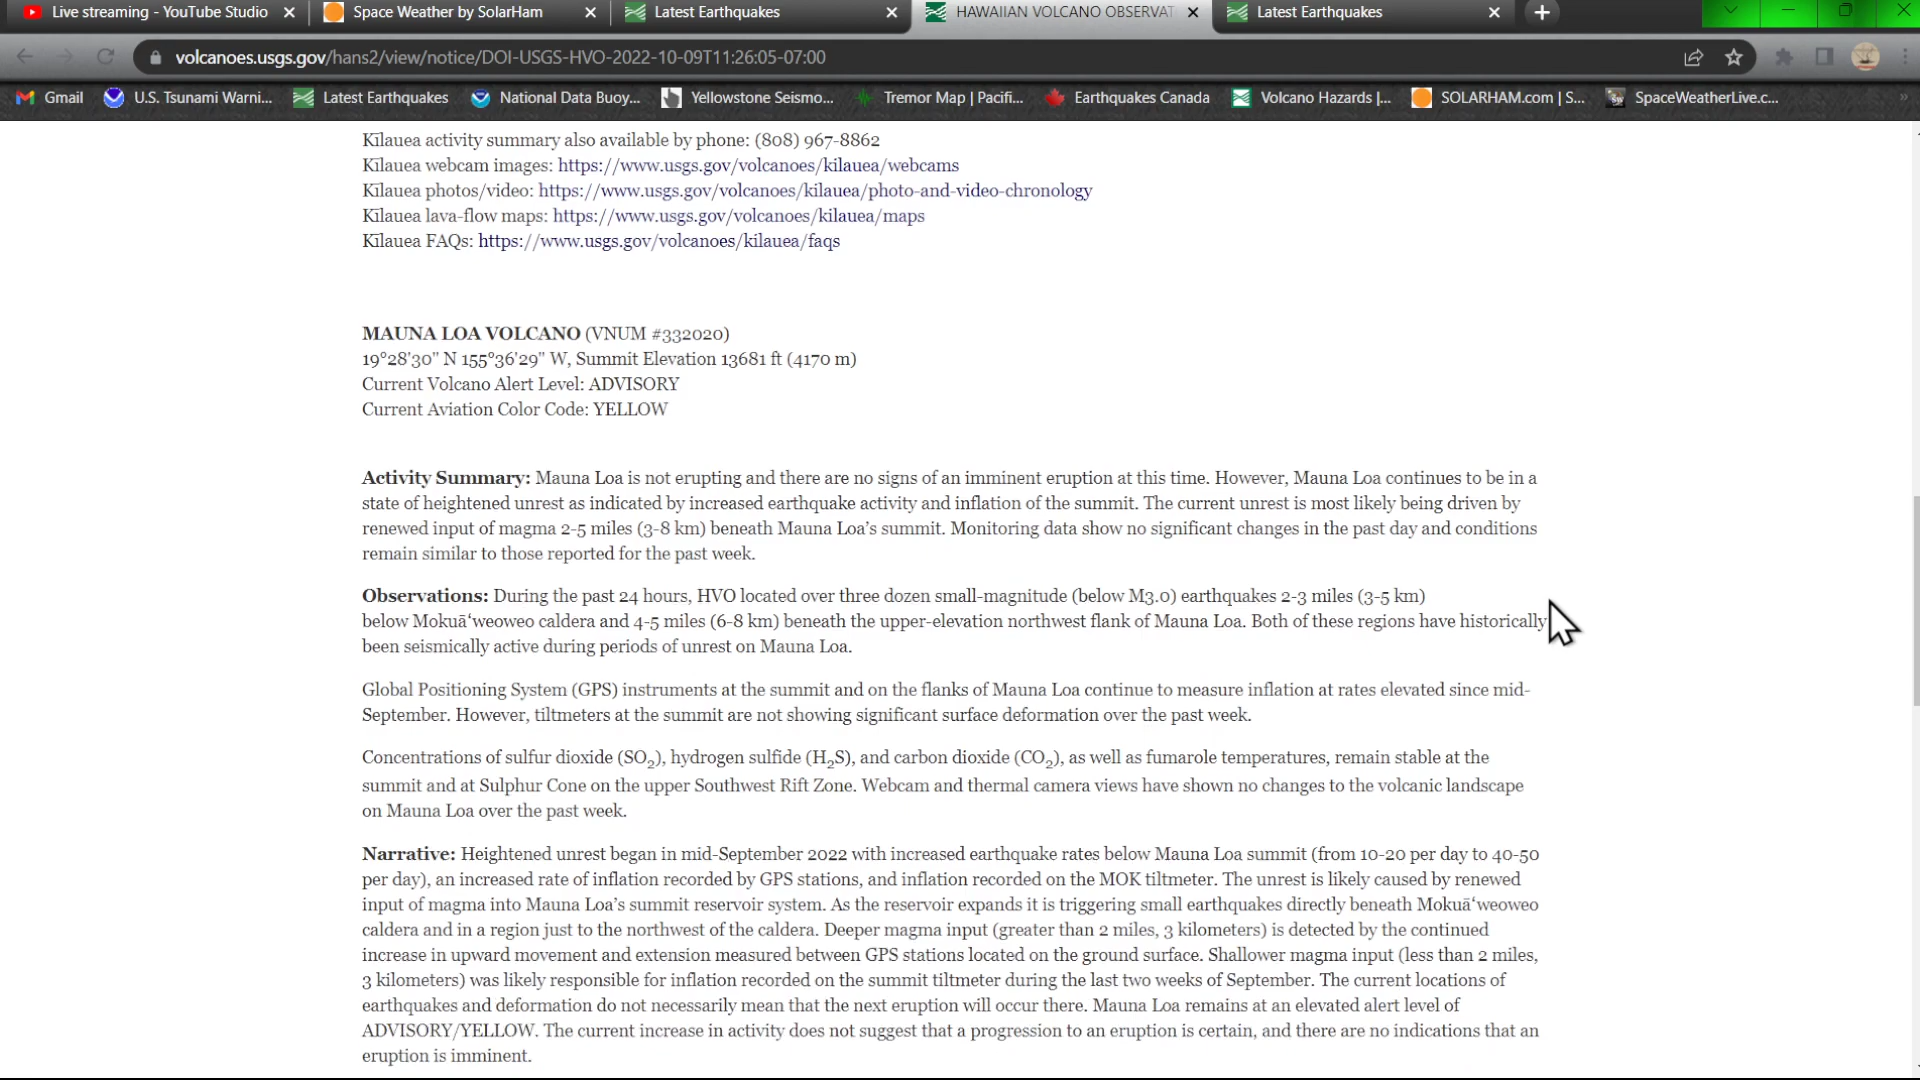 Live streaming - YouTube Studio
Space Weather by SolarHam
Latest Earthquakes
HAWAIIAN VOLCANO OBSERVAT
Latest Earthquakes
volcanoes.usgs.gov/hans2/view/notice/DOI-USGS-HVO-2022-10-09T11:26:05-07:00
Gmail
U.S. Tsunami Warni...
Latest Earthquakes
National Data Buoy...
Yellowstone Seismo...
Tremor Map | Pacifi...
Earthquakes Canada
Volcano Hazards |...
SOLARHAM.com | S...
SpaceWeatherLive.c...
Kīlauea activity summary also available by phone: (808) 967-8862
Kīlauea webcam images: https://www.usgs.gov/volcanoes/kilauea/webcams
Kīlauea photos/video: https://www.usgs.gov/volcanoes/kilauea/photo-and-video-chronology
Kīlauea lava-flow maps: https://www.usgs.gov/volcanoes/kilauea/maps
Kīlauea FAQs: https://www.usgs.gov/volcanoes/kilauea/faqs
MAUNA LOA VOLCANO (VNUM #332020)
19°28'30" N 155°36'29" W, Summit Elevation 13681 ft (4170 m)
Current Volcano Alert Level: ADVISORY
Current Aviation Color Code: YELLOW
Activity Summary: Mauna Loa is not erupting and there are no signs of an imminent eruption at this time. However, Mauna Loa continues to be in a
state of heightened unrest as indicated by increased earthquake activity and inflation of the summit. The current unrest is most likely being driven by
renewed input of magma 2-5 miles (3-8 km) beneath Mauna Loa's summit. Monitoring data show no significant changes in the past day and conditions
remain similar to those reported for the past week.
Observations: During the past 24 hours, HVO located over three dozen small-magnitude (below M3.0) earthquakes 2-3 miles (3-5 km)
below Mokuāʻweoweo caldera and 4-5 miles (6-8 km) beneath the upper-elevation northwest flank of Mauna Loa. Both of these regions have historically
been seismically active during periods of unrest on Mauna Loa.
Global Positioning System (GPS) instruments at the summit and on the flanks of Mauna Loa continue to measure inflation at rates elevated since mid-
September. However, tiltmeters at the summit are not showing significant surface deformation over the past week.
Concentrations of sulfur dioxide (SO₂), hydrogen sulfide (H₂S), and carbon dioxide (CO₂), as well as fumarole temperatures, remain stable at the
summit and at Sulphur Cone on the upper Southwest Rift Zone. Webcam and thermal camera views have shown no changes to the volcanic landscape
on Mauna Loa over the past week.
Narrative: Heightened unrest began in mid-September 2022 with increased earthquake rates below Mauna Loa summit (from 10-20 per day to 40-50
per day), an increased rate of inflation recorded by GPS stations, and inflation recorded on the MOK tiltmeter. The unrest is likely caused by renewed
input of magma into Mauna Loa's summit reservoir system. As the reservoir expands it is triggering small earthquakes directly beneath Mokuāʻweoweo
caldera and in a region just to the northwest of the caldera. Deeper magma input (greater than 2 miles, 3 kilometers) is detected by the continued
increase in upward movement and extension measured between GPS stations located on the ground surface. Shallower magma input (less than 2 miles,
3 kilometers) was likely responsible for inflation recorded on the summit tiltmeter during the last two weeks of September. The current locations of
earthquakes and deformation do not necessarily mean that the next eruption will occur there. Mauna Loa remains at an elevated alert level of
ADVISORY/YELLOW. The current increase in activity does not suggest that a progression to an eruption is certain, and there are no indications that an
eruption is imminent.